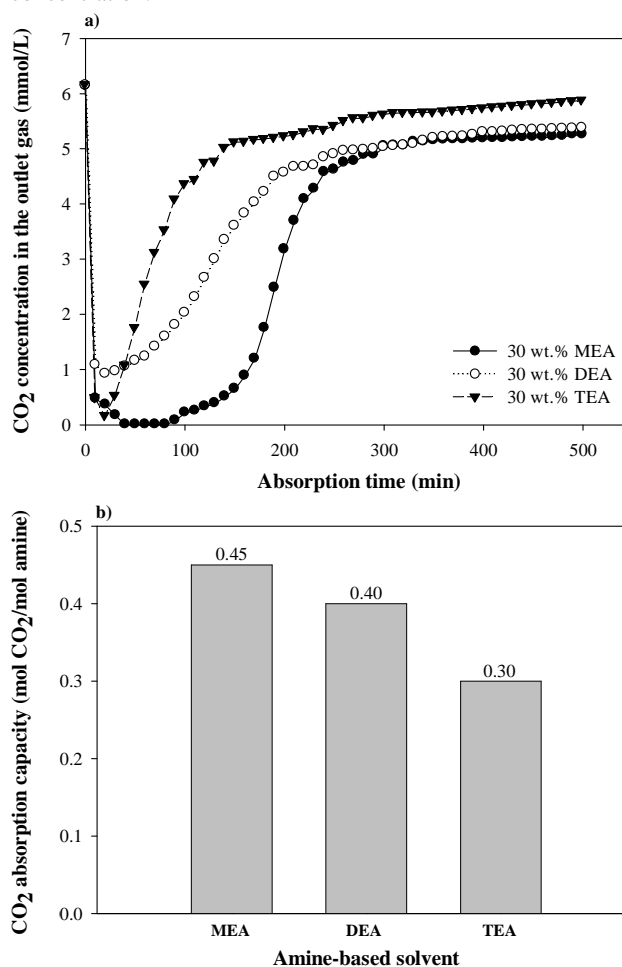 a)
7
6
5
4
3
2
1
0
CO2 concentration in the outlet gas (mmol/L)
30 wt.% MEA
30 wt.% DEA
30 wt.% TEA
0 100 200 300 400 500
Absorption time (min)
b)
0.5
0.4
0.3
0.2
0.1
0.0
CO2 absorption capacity (mol CO2/mol amine)
0.45
0.40
0.30
MEA DEA TEA
Amine-based solvent